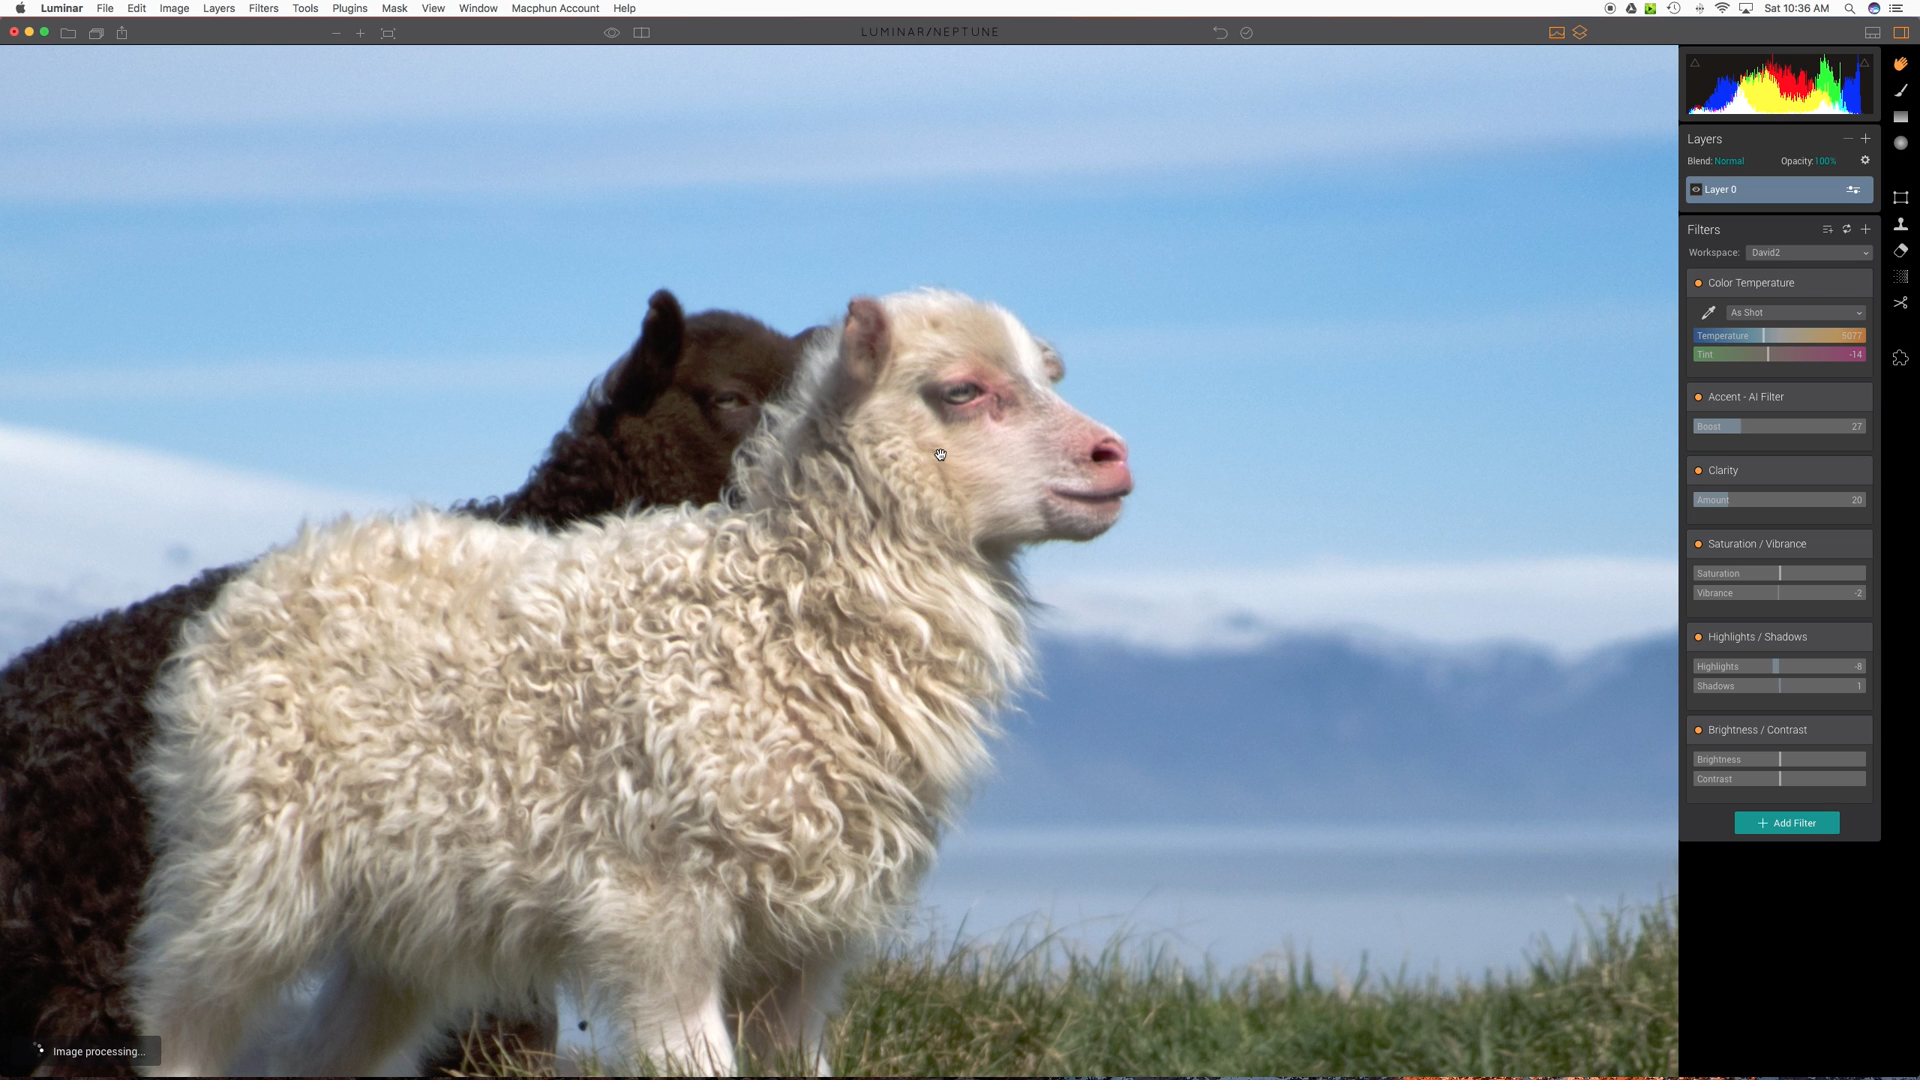 Luminar File Edit Image Layers Filters Tools Plugins Mask View Window Macphun Account Help Sat 10:36 AM
LUMINAR/NEPTUNE
Layers
Blend: Normal Opacity: 100%
Layer 0
Filters
Workspace: David2
Color Temperature
As Shot
Temperature 5077
Tint -14
Accent - AI Filter
Boost 27
Clarity
Amount 20
Saturation / Vibrance
Saturation
Vibrance -2
Highlights / Shadows
Highlights -8
Shadows 1
Brightness / Contrast
Brightness
Contrast
+ Add Filter
Image processing...